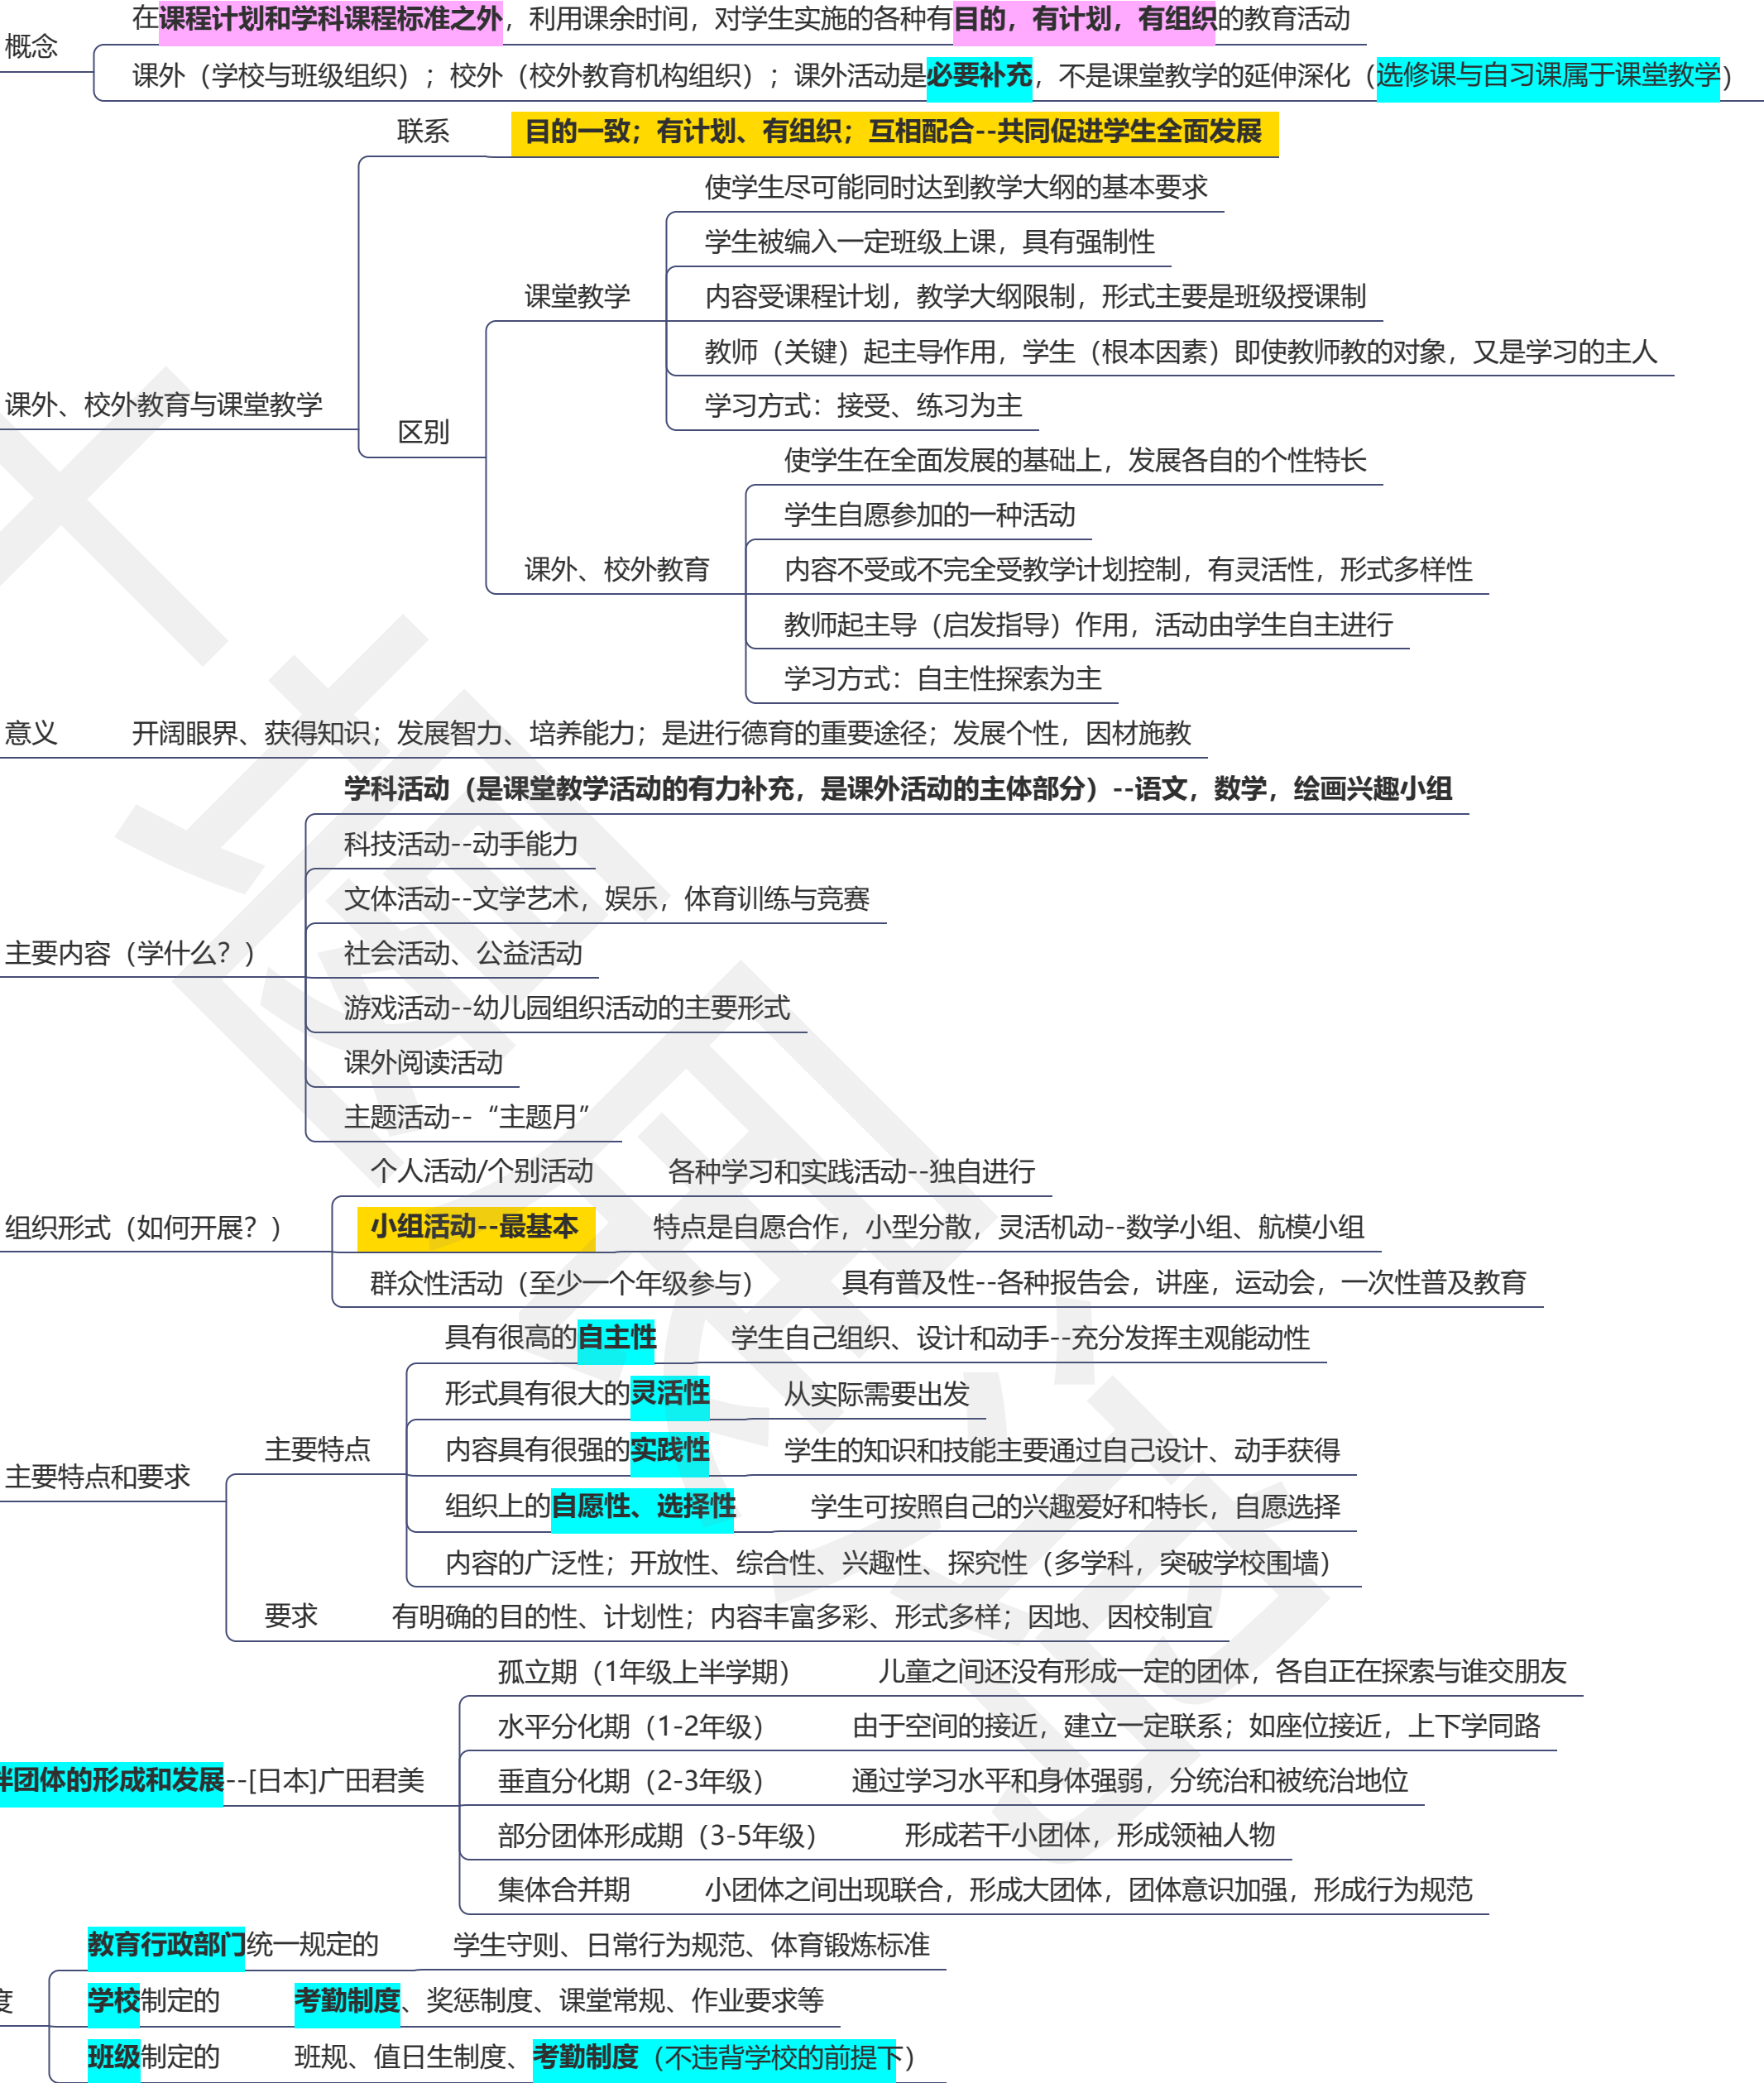 在课程计划和学科课程标准之外，利用课余时间，对学生实施的各种有目的，有计划，有组织的教育活动
概念
课外（学校与班级组织）；校外（校外教育机构组织）；课外活动是必要补充，不是课堂教学的延伸深化（选修课与自习课属于课堂教学）
联系 目的一致；有计划、有组织；互相配合--共同促进学生全面发展
使学生尽可能同时达到教学大纲的基本要求
学生被编入一定班级上课，具有强制性
课堂教学 内容受课程计划，教学大纲限制，形式主要是班级授课制
教师（关键）起主导作用，学生（根本因素）即使教师教的对象，又是学习的主人
课外、校外教育与课堂教学 学习方式：接受、练习为主
区别
使学生在全面发展的基础上，发展各自的个性特长
学生自愿参加的一种活动
课外、校外教育 内容不受或不完全受教学计划控制，有灵活性，形式多样性
教师起主导（启发指导）作用，活动由学生自主进行
学习方式：自主性探索为主
意义 开阔眼界、获得知识；发展智力、培养能力；是进行德育的重要途径；发展个性，因材施教
学科活动（是课堂教学活动的有力补充，是课外活动的主体部分）--语文，数学，绘画兴趣小组
科技活动--动手能力
文体活动--文学艺术，娱乐，体育训练与竞赛
主要内容（学什么？） 社会活动、公益活动
游戏活动--幼儿园组织活动的主要形式
课外阅读活动
主题活动--“主题月”
个人活动/个别活动 各种学习和实践活动--独自进行
组织形式（如何开展？） 小组活动--最基本 特点是自愿合作，小型分散，灵活机动--数学小组、航模小组
群众性活动（至少一个年级参与） 具有普及性--各种报告会，讲座，运动会，一次性普及教育
具有很高的自主性 学生自己组织、设计和动手--充分发挥主观能动性
形式具有很大的灵活性 从实际需要出发
主要特点 内容具有很强的实践性 学生的知识和技能主要通过自己设计、动手获得
主要特点和要求
组织上的自愿性、选择性 学生可按照自己的兴趣爱好和特长，自愿选择
内容的广泛性；开放性、综合性、兴趣性、探究性（多学科，突破学校围墙）
要求 有明确的目的性、计划性；内容丰富多彩、形式多样；因地、因校制宜
孤立期（1年级上半学期） 儿童之间还没有形成一定的团体，各自正在探索与谁交朋友
水平分化期（1-2年级） 由于空间的接近，建立一定联系；如座位接近，上下学同路
伴团体的形成和发展--[日本]广田君美 垂直分化期（2-3年级） 通过学习水平和身体强弱，分统治和被统治地位
部分团体形成期（3-5年级） 形成若干小团体，形成领袖人物
集体合并期 小团体之间出现联合，形成大团体，团体意识加强，形成行为规范
教育行政部门统一规定的 学生守则、日常行为规范、体育锻炼标准
度 学校制定的 考勤制度、奖惩制度、课堂常规、作业要求等
班级制定的 班规、值日生制度、考勤制度（不违背学校的前提下）